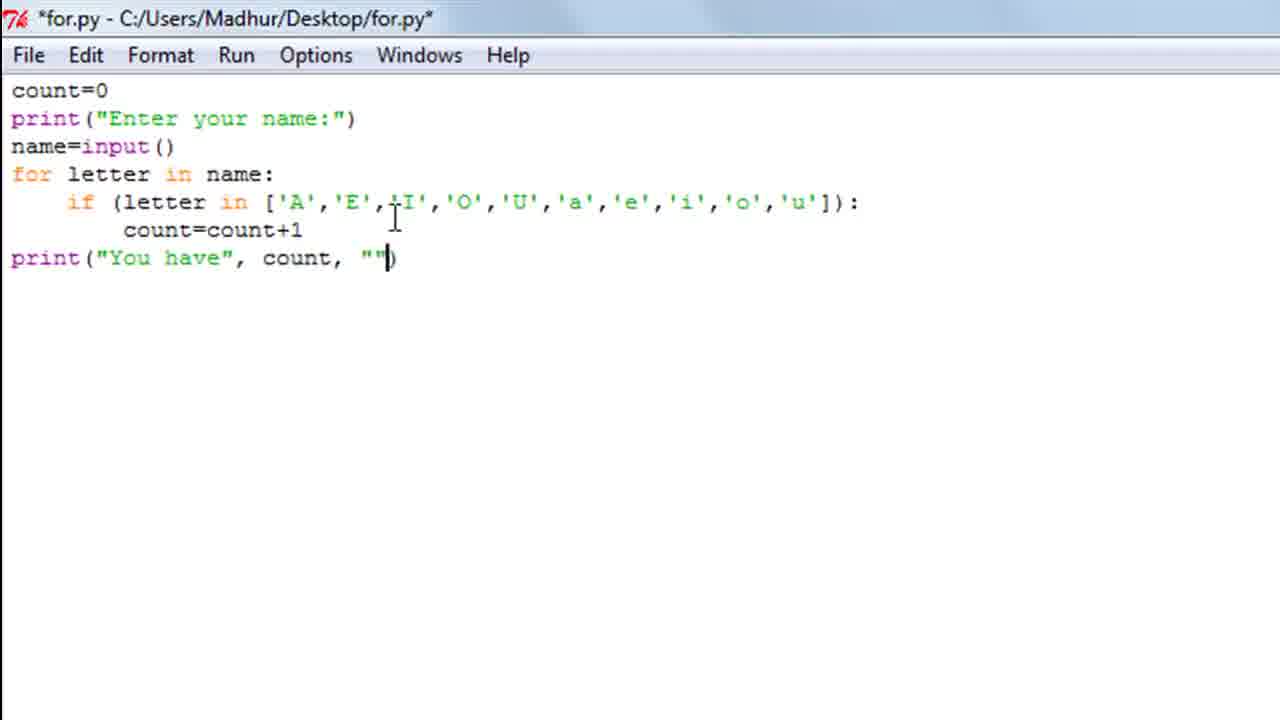 *for.py - C:/Users/Madhur/Desktop/for.py*
File Edit Format Run Options Windows Help
count=0
print("Enter your name:")
name=input()
for letter in name:
    if (letter in ['A','E','I','O','U','a','e','i','o','u']):
        count=count+1
print("You have", count, "")